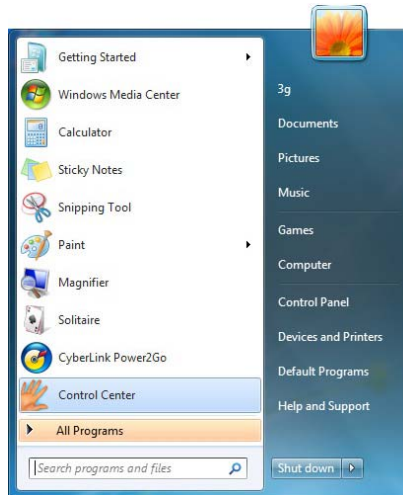 Getting Started
Windows Media Center
Calculator
Sticky Notes
Snipping Tool
Paint
Magnifier
Solitaire
CyberLink Power2Go
Control Center
All Programs
Search programs and files
3g
Documents
Pictures
Music
Games
Computer
Control Panel
Devices and Printers
Default Programs
Help and Support
Shut down